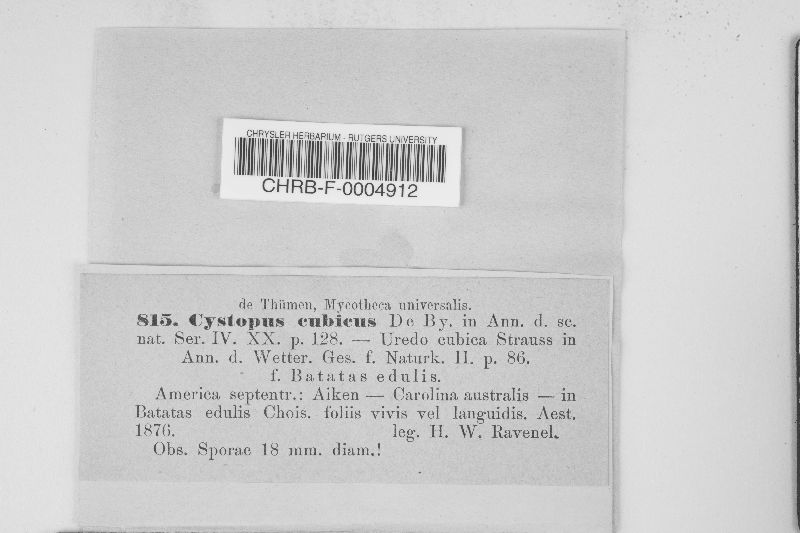 CHRYSLER HERBARIUM - RUTGERS UNIVERSITY
CHRB-F-0004912
de Thümen, Mycotheca universalis.
815. Cystopus cubicus De By. in Ann. d. sc.
nat. Ser. IV. XX. p. 128. — Uredo cubica Strauss in
Ann. d. Wetter. Ges. f. Naturk. II. p. 86.
f. Batatas edulis.
America septentr.: Aiken — Carolina australis — in
Batatas edulis Chois. foliis vivis vel languidis. Aest.
1876. leg. H. W. Ravenel.
Obs. Sporae 18 mm. diam.!